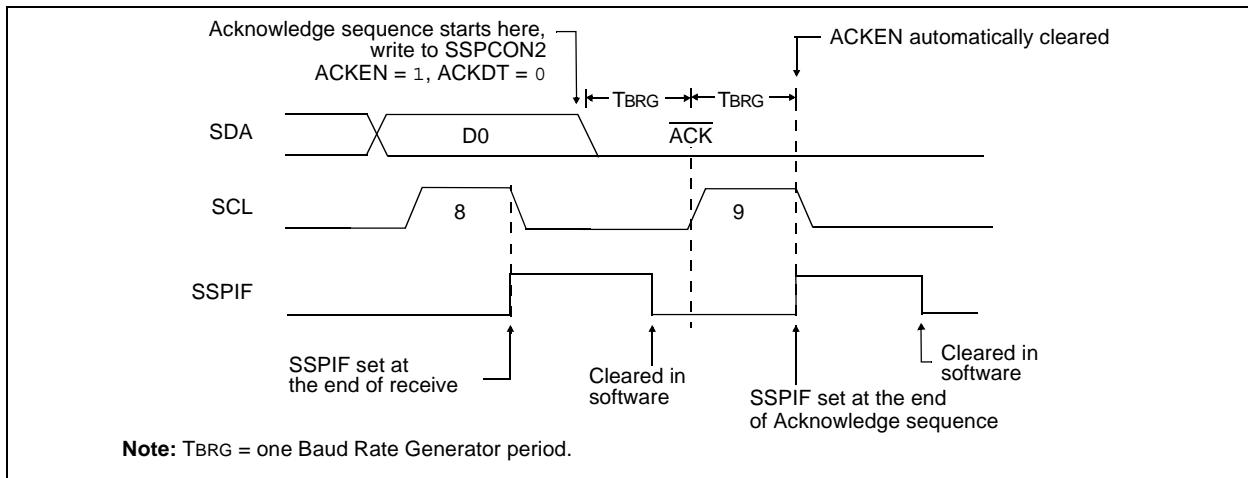 Acknowledge sequence starts here,
write to SSPCON2
ACKEN = 1, ACKDT = 0
ACKEN automatically cleared
TBRG
TBRG
SDA
D0
ACK
SCL
8
9
SSPIF
SSPIF set at
the end of receive
Cleared in
software
SSPIF set at the end
of Acknowledge sequence
Cleared in
software
Note: TBRG = one Baud Rate Generator period.